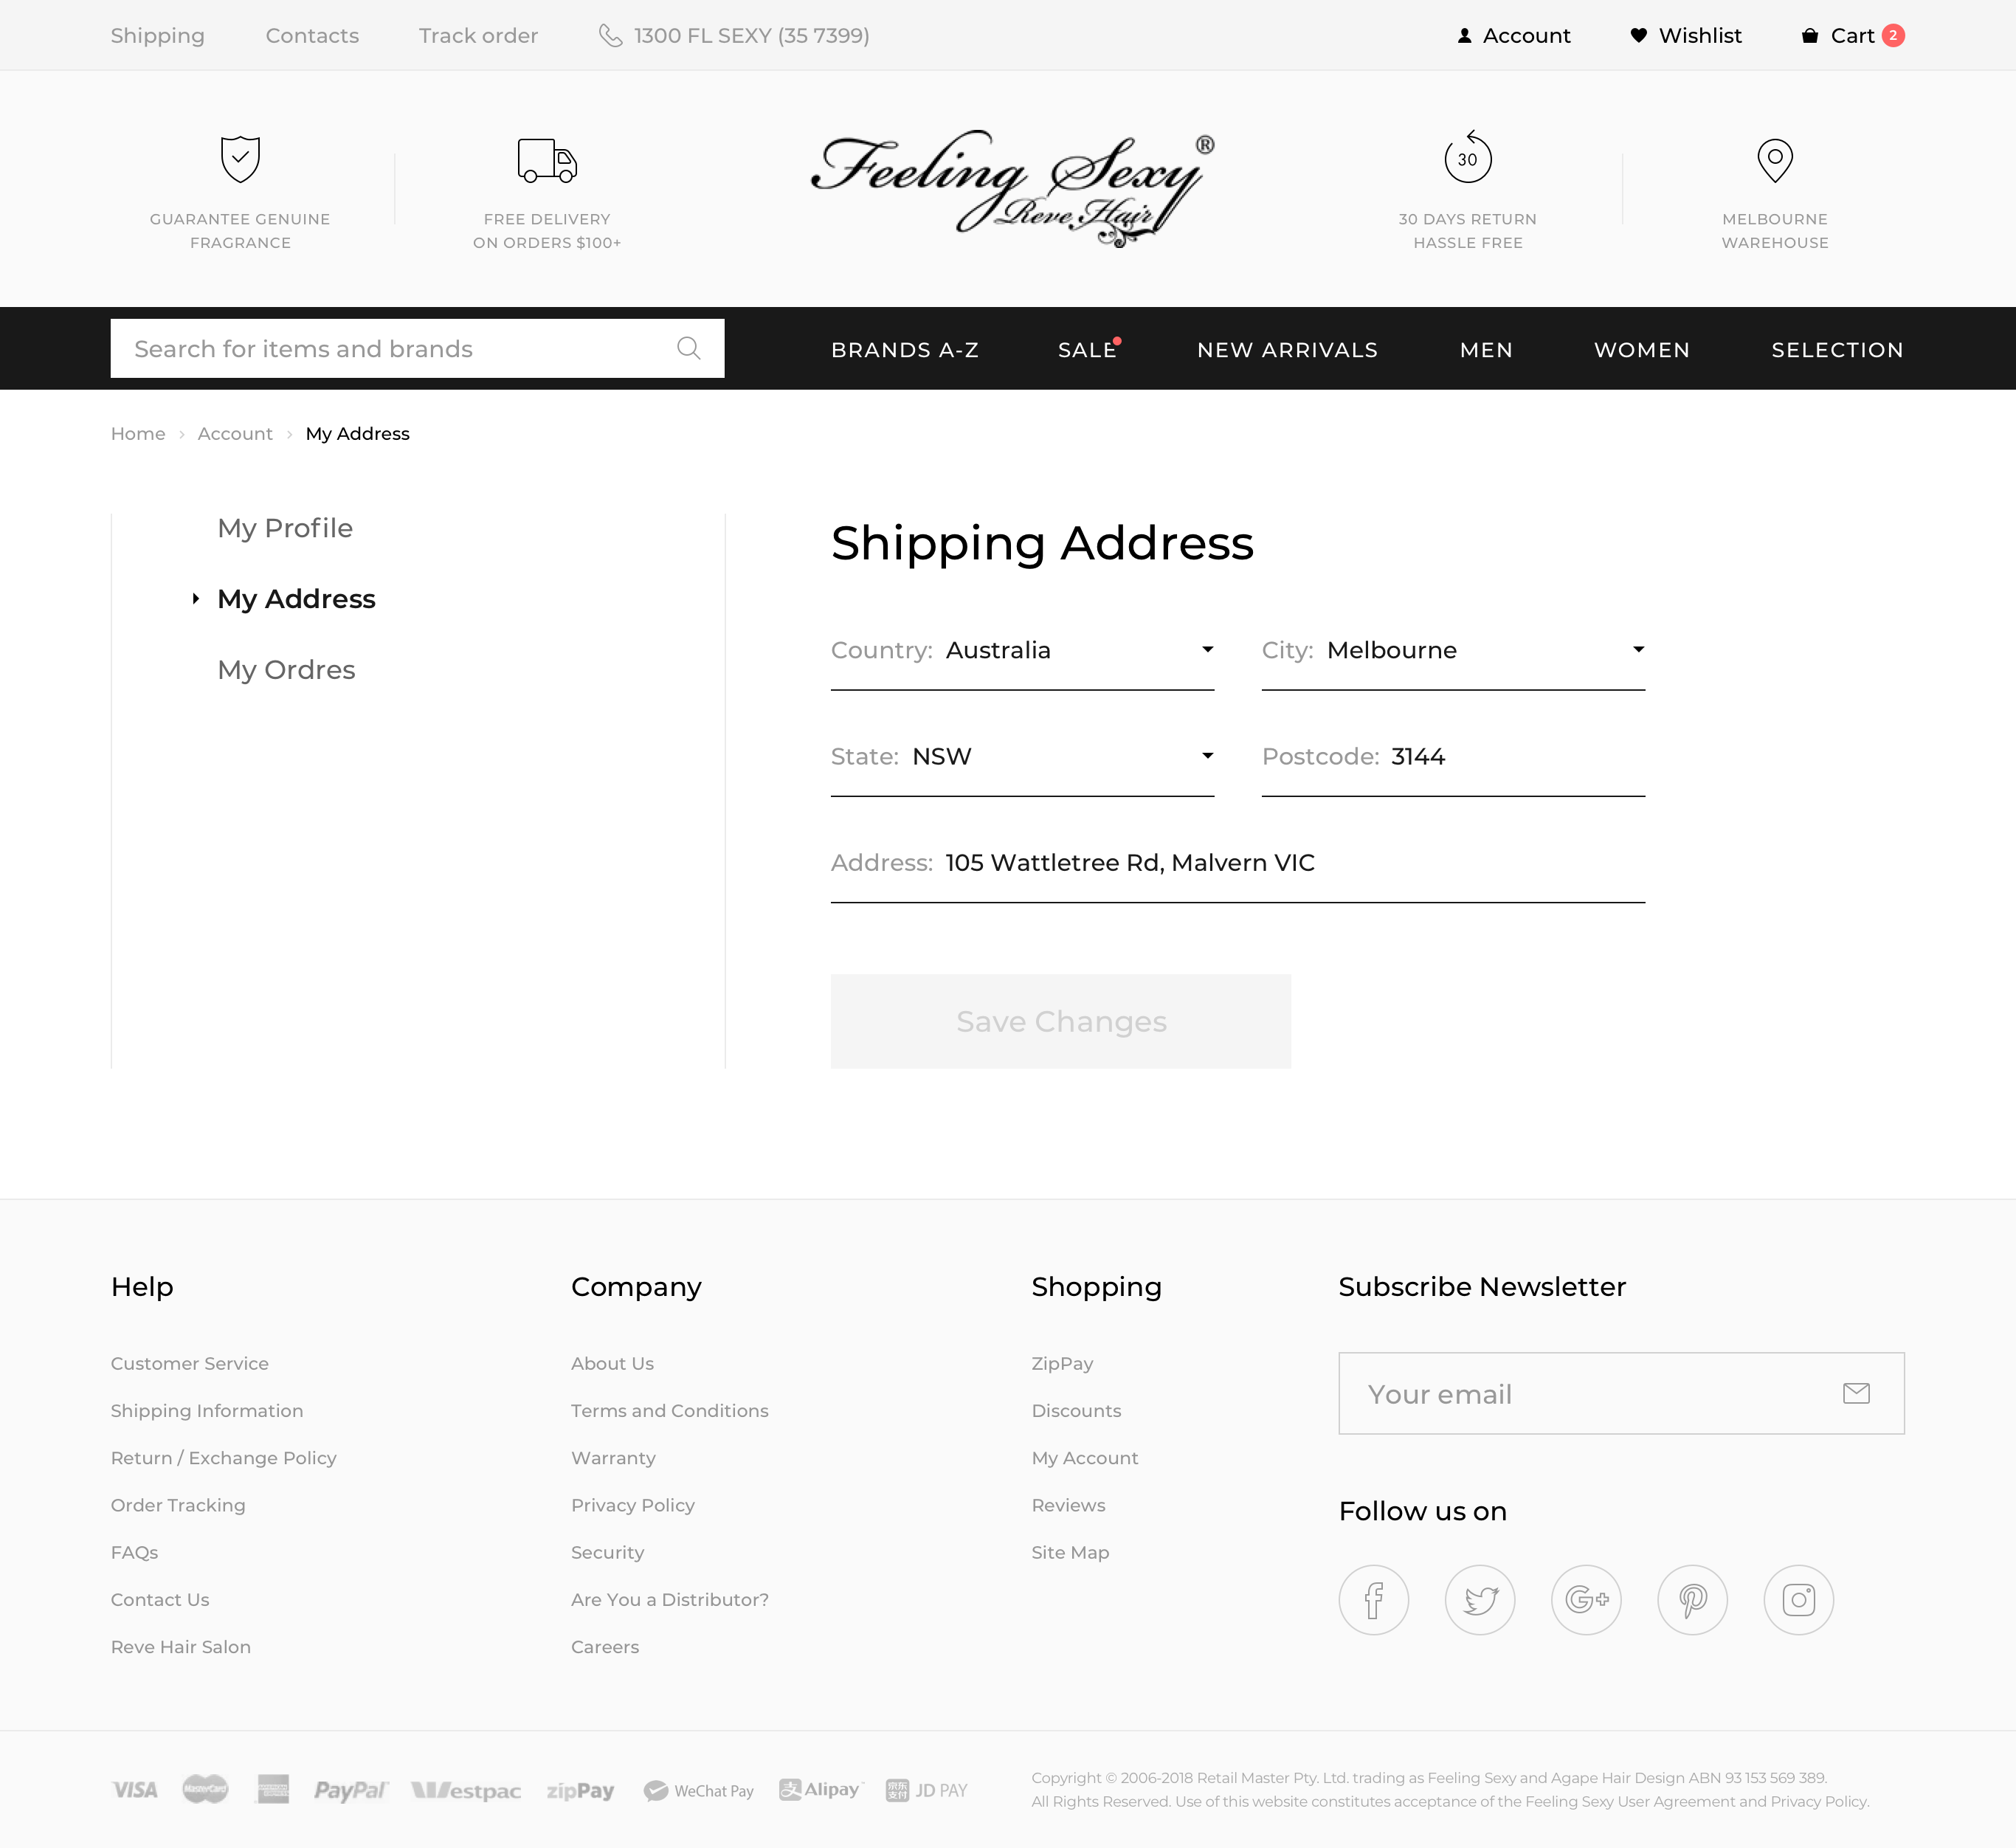 Shipping
Contacts
Track order
1300 FL SEXY (35 7399)
Account
Wishlist
Cart 2
GUARANTEE GENUINE
FRAGRANCE
FREE DELIVERY
ON ORDERS $100+
Feeling Sexy®
Reve Hair
30
30 DAYS RETURN
HASSLE FREE
MELBOURNE
WAREHOUSE
Search for items and brands
BRANDS A-Z
SALE
NEW ARRIVALS
MEN
WOMEN
SELECTION
Home > Account > My Address
My Profile
My Address
My Ordres
Shipping Address
Country: Australia
City: Melbourne
State: NSW
Postcode: 3144
Address: 105 Wattletree Rd, Malvern VIC
Save Changes
Help
Customer Service
Shipping Information
Return / Exchange Policy
Order Tracking
FAQs
Contact Us
Reve Hair Salon
Company
About Us
Terms and Conditions
Warranty
Privacy Policy
Security
Are You a Distributor?
Careers
Shopping
ZipPay
Discounts
My Account
Reviews
Site Map
Subscribe Newsletter
Your email
Follow us on
VISA
MasterCard
PayPal
Westpac
zipPay
WeChat Pay
支 Alipay
京东支付 JD PAY
Copyright © 2006-2018 Retail Master Pty. Ltd. trading as Feeling Sexy and Agape Hair Design ABN 93 153 569 389.
All Rights Reserved. Use of this website constitutes acceptance of the Feeling Sexy User Agreement and Privacy Policy.